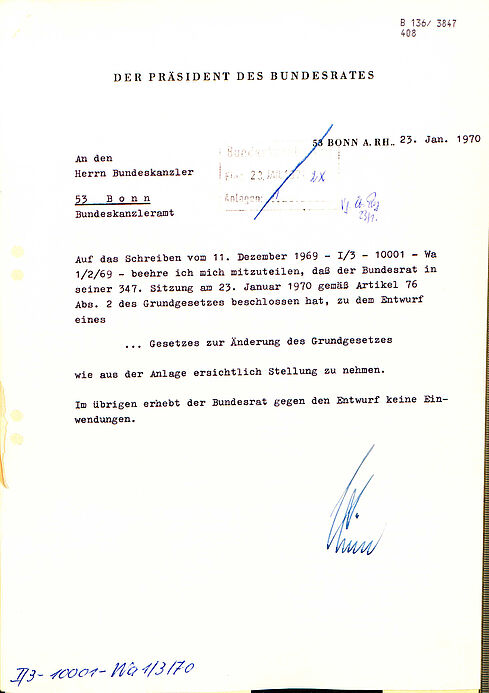 B 136/ 3847
408
DER PRÄSIDENT DES BUNDESRATES
53 BONN A. RH., 23. Jan. 1970
An den
Herrn Bundeskanzler
53 Bonn
Bundeskanzleramt
2x
Anlagen
Auf das Schreiben vom 11. Dezember 1969 - I/3 - 10001 - Wa
1/2/69 - beehre ich mich mitzuteilen, daß der Bundesrat in
seiner 347. Sitzung am 23. Januar 1970 gemäß Artikel 76
Abs. 2 des Grundgesetzes beschlossen hat, zu dem Entwurf
eines
... Gesetzes zur Änderung des Grundgesetzes
wie aus der Anlage ersichtlich Stellung zu nehmen.
Im übrigen erhebt der Bundesrat gegen den Entwurf keine Ein-
wendungen.
II/3 - 10001 - Wa 1/3/70